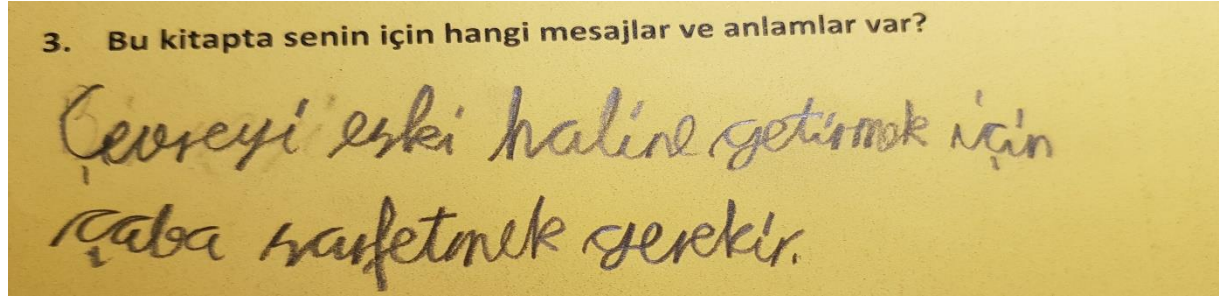 3. Bu kitapta senin için hangi mesajlar ve anlamlar var?
Çevreyi eski haline getirmek için
çaba sarfetmek gerekir.